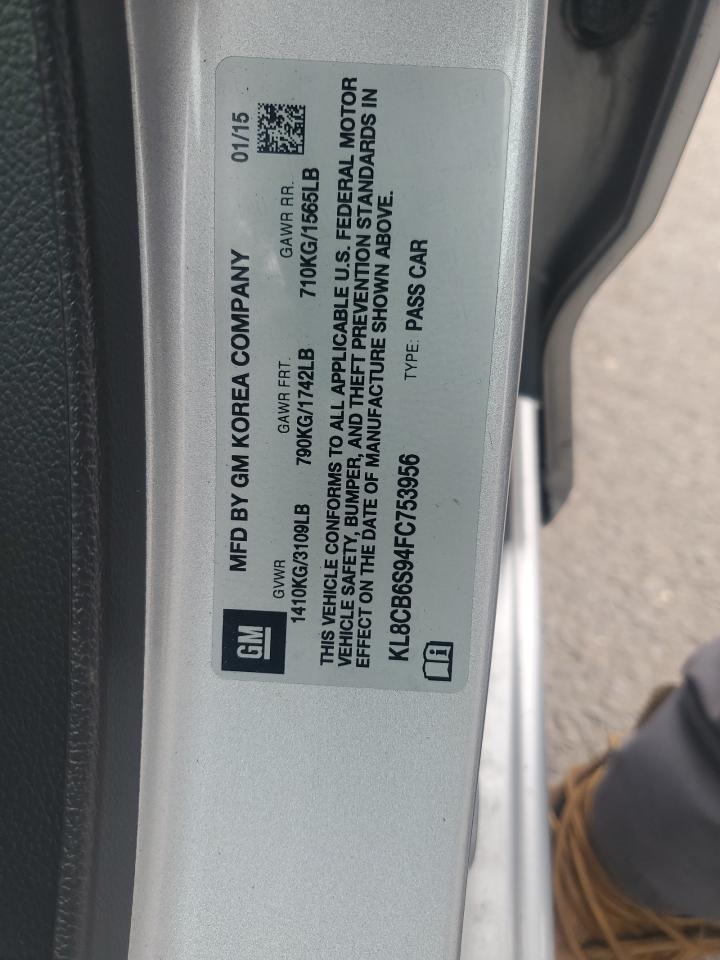 GM
MFD BY GM KOREA COMPANY 01/15
GVWR GAWR FRT. GAWR RR.
1410KG/3109LB 790KG/1742LB 710KG/1565LB
THIS VEHICLE CONFORMS TO ALL APPLICABLE U.S. FEDERAL MOTOR
VEHICLE SAFETY, BUMPER, AND THEFT PREVENTION STANDARDS IN
EFFECT ON THE DATE OF MANUFACTURE SHOWN ABOVE.
KL8CB6S94FC753956 TYPE: PASS CAR